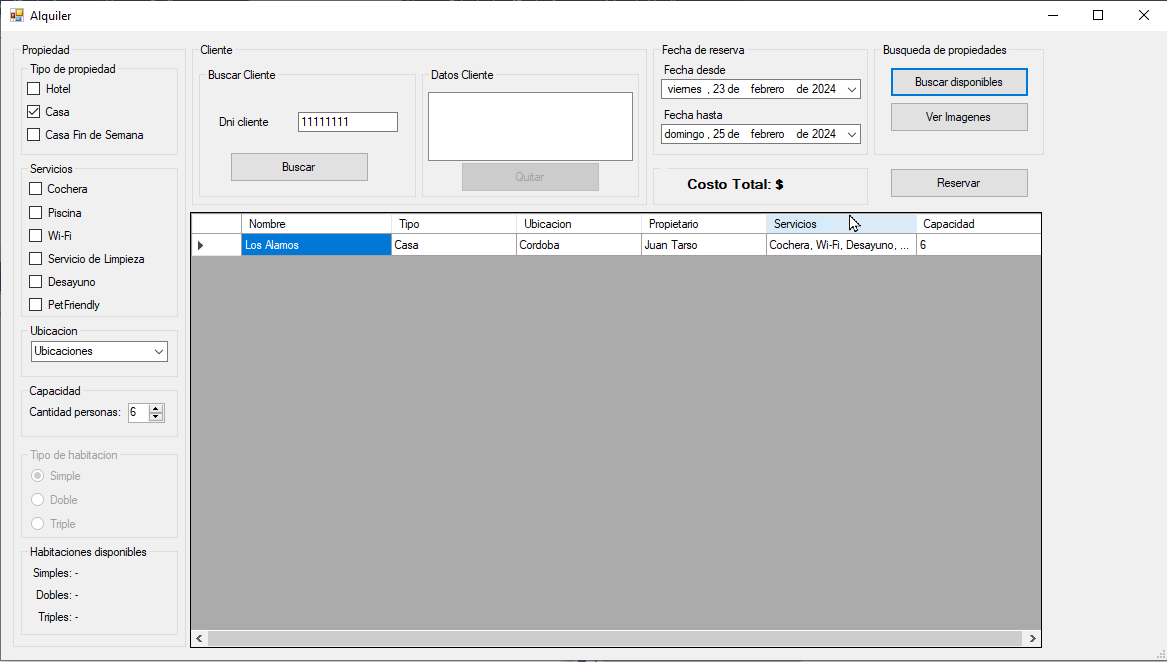 Alquiler
Propiedad
Tipo de propiedad
Hotel
Casa
Casa Fin de Semana
Servicios
Cochera
Piscina
Wi-Fi
Servicio de Limpieza
Desayuno
PetFriendly
Ubicacion
Ubicaciones
Capacidad
Cantidad personas: 6
Tipo de habitacion
Simple
Doble
Triple
Habitaciones disponibles
Simples: -
Dobles: -
Triples: -
Cliente
Buscar Cliente
Dni cliente 11111111
Buscar
Datos Cliente
Quitar
Fecha de reserva
Fecha desde
viernes , 23 de febrero de 2024
Fecha hasta
domingo , 25 de febrero de 2024
Costo Total: $
Busqueda de propiedades
Buscar disponibles
Ver Imagenes
Reservar
Nombre Tipo Ubicacion Propietario Servicios Capacidad
Los Alamos Casa Cordoba Juan Tarso Cochera, Wi-Fi, Desayuno, ... 6